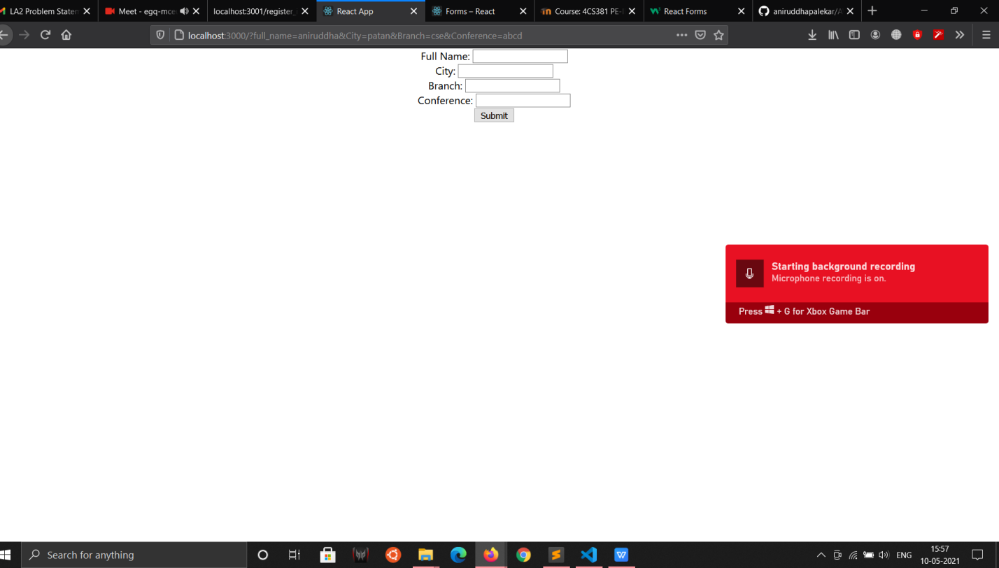 LA2 Problem Statem
Meet - egq-mce
localhost:3001/register_
React App
Forms – React
Course: 4CS381 PE-I
React Forms
aniruddhapalekar/A
localhost:3000/?full_name=aniruddha&City=patan&Branch=cse&Conference=abcd
Full Name:
City:
Branch:
Conference:
Submit
Starting background recording
Microphone recording is on.
Press + G for Xbox Game Bar
Search for anything
ENG
15:57
10-05-2021